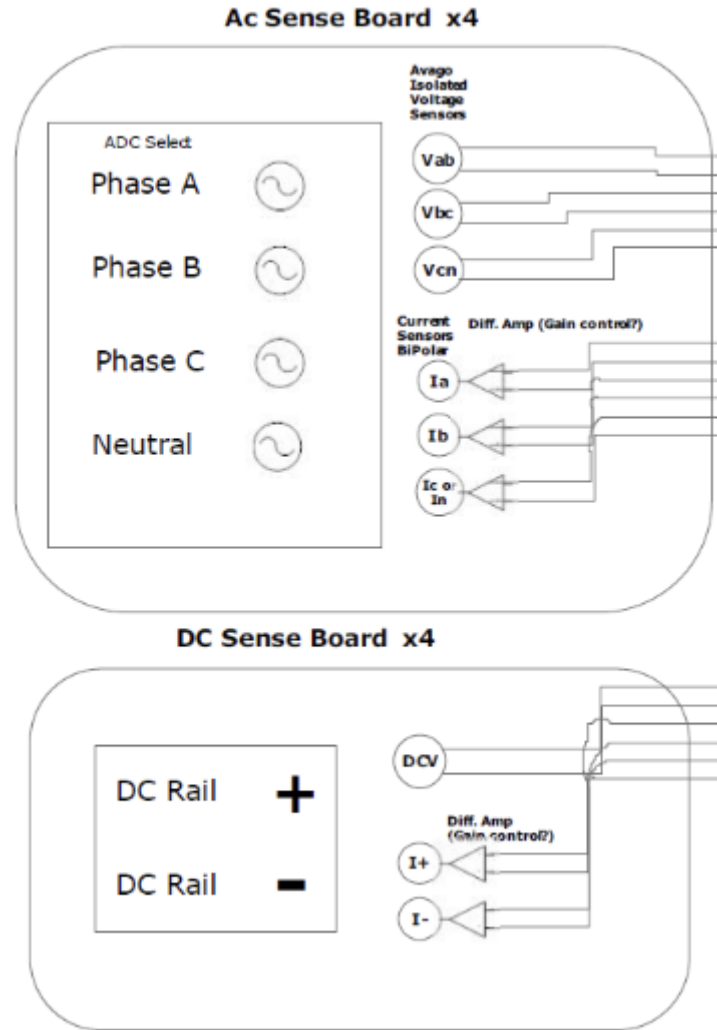 Ac Sense Board x4
Avago
Isolated
Voltage
Sensors
ADC Select
Phase A
Phase B
Phase C
Neutral
Vab
Vbc
Vcn
Current
Sensors
BiPolar
Diff. Amp (Gain control?)
Ia
Ib
Ic or
In
DC Sense Board x4
DC Rail +
DC Rail -
DCV
Diff. Amp
(Gain control?)
I+
I-